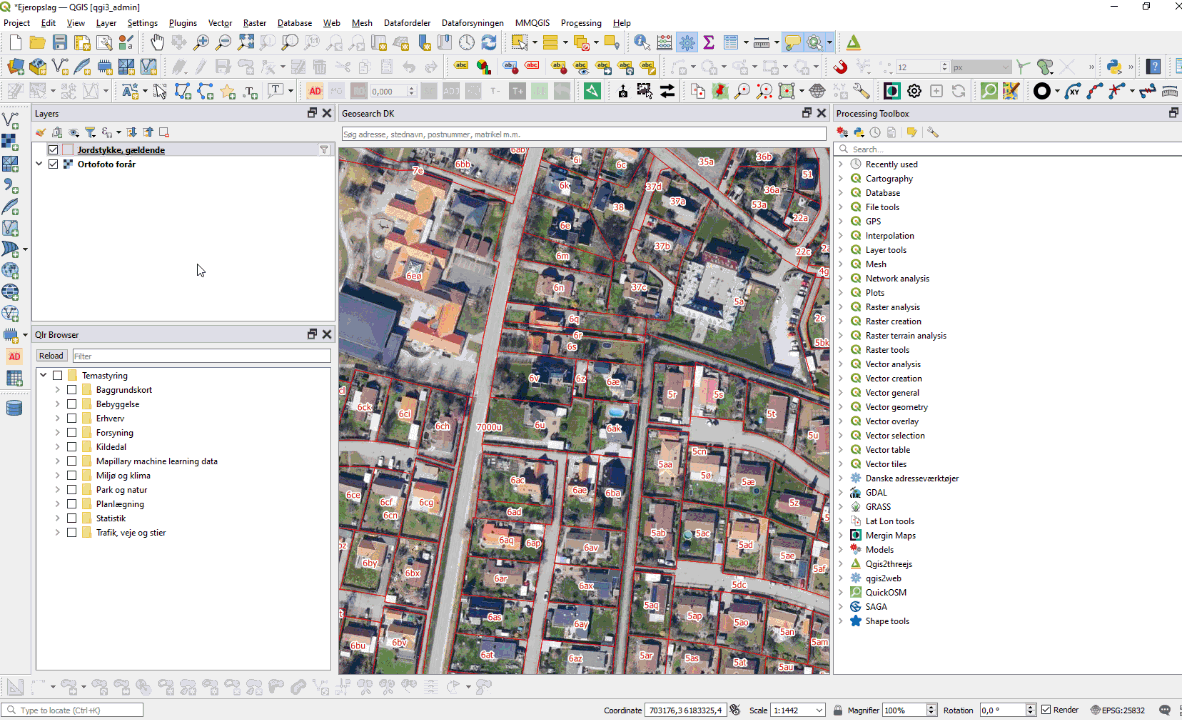 *Ejeropslag — QGIS [qgi3_admin]
Project Edit View Layer Settings Plugins Vector Raster Database Web Mesh Datafordeler Dataforsyningen MMQGIS Processing Help
12 px
0,000
Layers
Jordstykke, gældende
Ortofoto forår
Qlr Browser
Reload Filter
Temastyring
Baggrundskort
Bebyggelse
Erhverv
Forsyning
Kildedal
Mapillary machine learning data
Miljø og klima
Park og natur
Planlægning
Statistik
Trafik, veje og stier
Geosearch DK
Søg adresse, stednavn, postnummer, matrikel m.m.
7e 6bb 6ab 6i 6c 35a 36b 51
6k 37d 36a
38 39a 53a 22a
6e
37b 22c
6m
6eø 6n 37c 5a 4g
6q 2c
6r
6s 5bk
6v 6z 6æ
6ck 6cl 5r 5s 5t
6ch 7000u 6u 6ak 5u
5cn
6ac 5aa 5ø 5æ
6ce 6cf 6cg 6ae 6ba 5z
6cn 6ad
6aq 6ap 6av 5ab 5ac 5ad 5ae
6by 6bx 6ar 6ax 5dc 5af
6as 6ay 5aq 5ap 5ao 5an
6bu 6bv 6at 6az 5ar 5as 5at 5au 5am
Processing Toolbox
Search...
Recently used
Cartography
Database
File tools
GPS
Interpolation
Layer tools
Mesh
Network analysis
Plots
Raster analysis
Raster creation
Raster terrain analysis
Raster tools
Vector analysis
Vector creation
Vector general
Vector geometry
Vector overlay
Vector selection
Vector table
Vector tiles
Danske adresseværktøjer
GDAL
GRASS
Lat Lon tools
Mergin Maps
Models
Qgis2threejs
qgis2web
QuickOSM
SAGA
Shape tools
Type to locate (Ctrl+K) Coordinate 703176,3 6183325,4 Scale 1:1442 Magnifier 100% Rotation 0,0 ° Render EPSG:25832